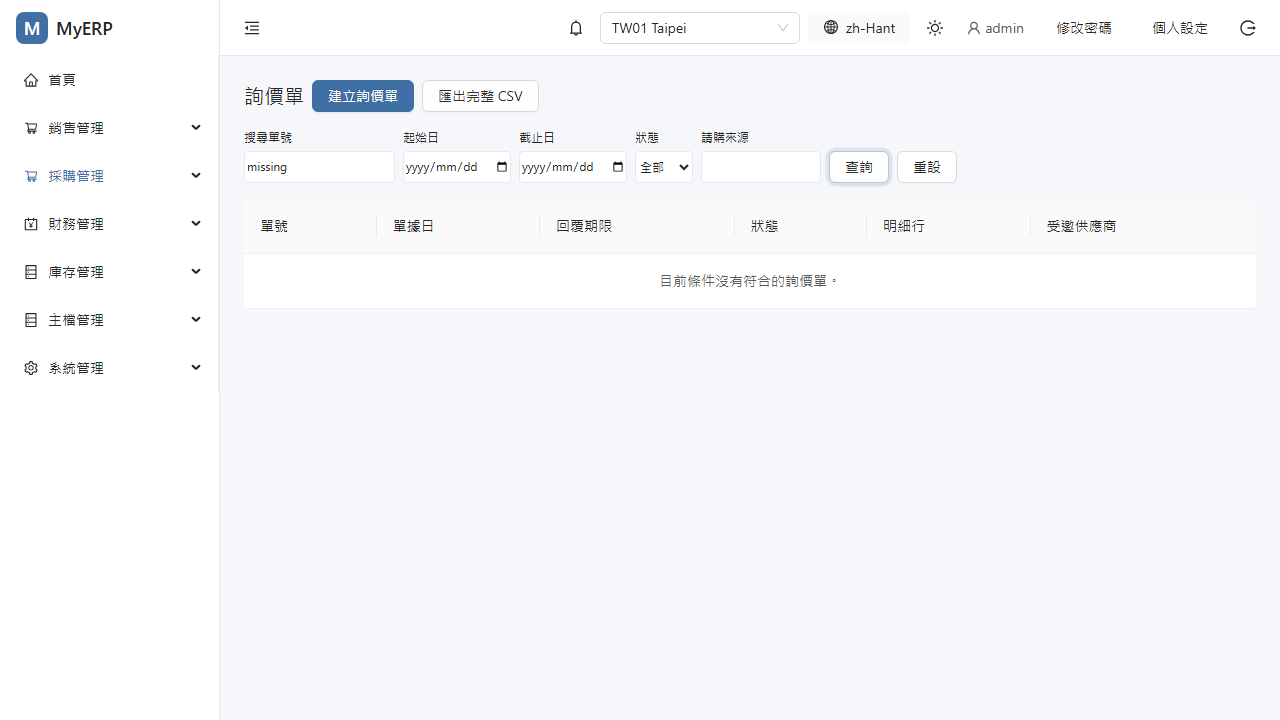 M MyERP
TW01 Taipei
zh-Hant
admin
修改密碼
個人設定
首頁
銷售管理
採購管理
財務管理
庫存管理
主檔管理
系統管理
詢價單
建立詢價單
匯出完整 CSV
搜尋單號
起始日
截止日
狀態
請購來源
missing
yyyy/mm/dd
yyyy/mm/dd
全部
查詢
重設
單號
單據日
回覆期限
狀態
明細行
受邀供應商
目前條件沒有符合的詢價單。